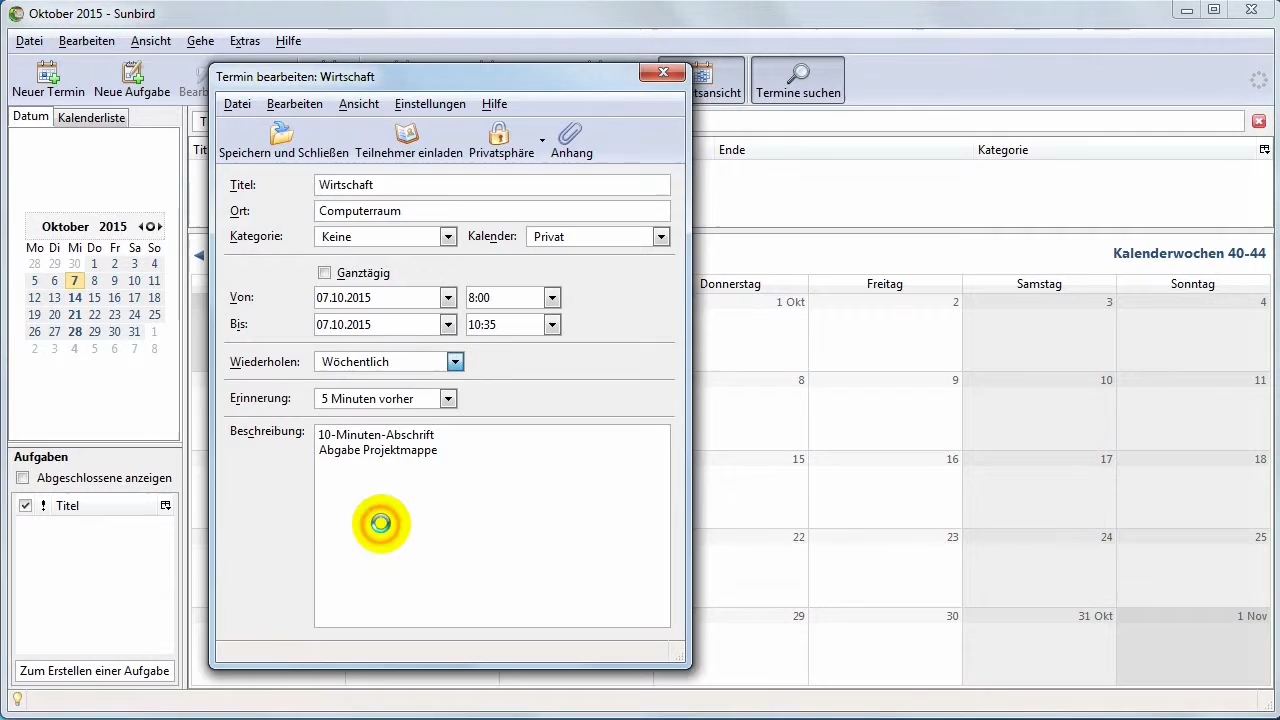 Oktober 2015 - Sunbird
Datei Bearbeiten Ansicht Gehe Extras Hilfe
Neuer Termin Neue Aufgabe Termine suchen
Datum Kalenderliste
Ende Kategorie
Oktober 2015
Mo Di Mi Do Fr Sa So
28 29 30 1 2 3 4
5 6 7 8 9 10 11
12 13 14 15 16 17 18
19 20 21 22 23 24 25
26 27 28 29 30 31 1
2 3 4 5 6 7 8
Aufgaben
Abgeschlossene anzeigen
! Titel
Zum Erstellen einer Aufgabe
Termin bearbeiten: Wirtschaft
Datei Bearbeiten Ansicht Einstellungen Hilfe
Speichern und Schließen Teilnehmer einladen Privatsphäre Anhang
Titel: Wirtschaft
Ort: Computerraum
Kategorie: Keine Kalender: Privat
Ganztägig
Von: 07.10.2015 8:00
Bis: 07.10.2015 10:35
Wiederholen: Wöchentlich
Erinnerung: 5 Minuten vorher
Beschreibung: 10-Minuten-Abschrift
Abgabe Projektmappe
Kalenderwochen 40-44
Donnerstag Freitag Samstag Sonntag
1 Okt 2 3 4
8 9 10 11
15 16 17 18
22 23 24 25
29 30 31 Okt 1 Nov